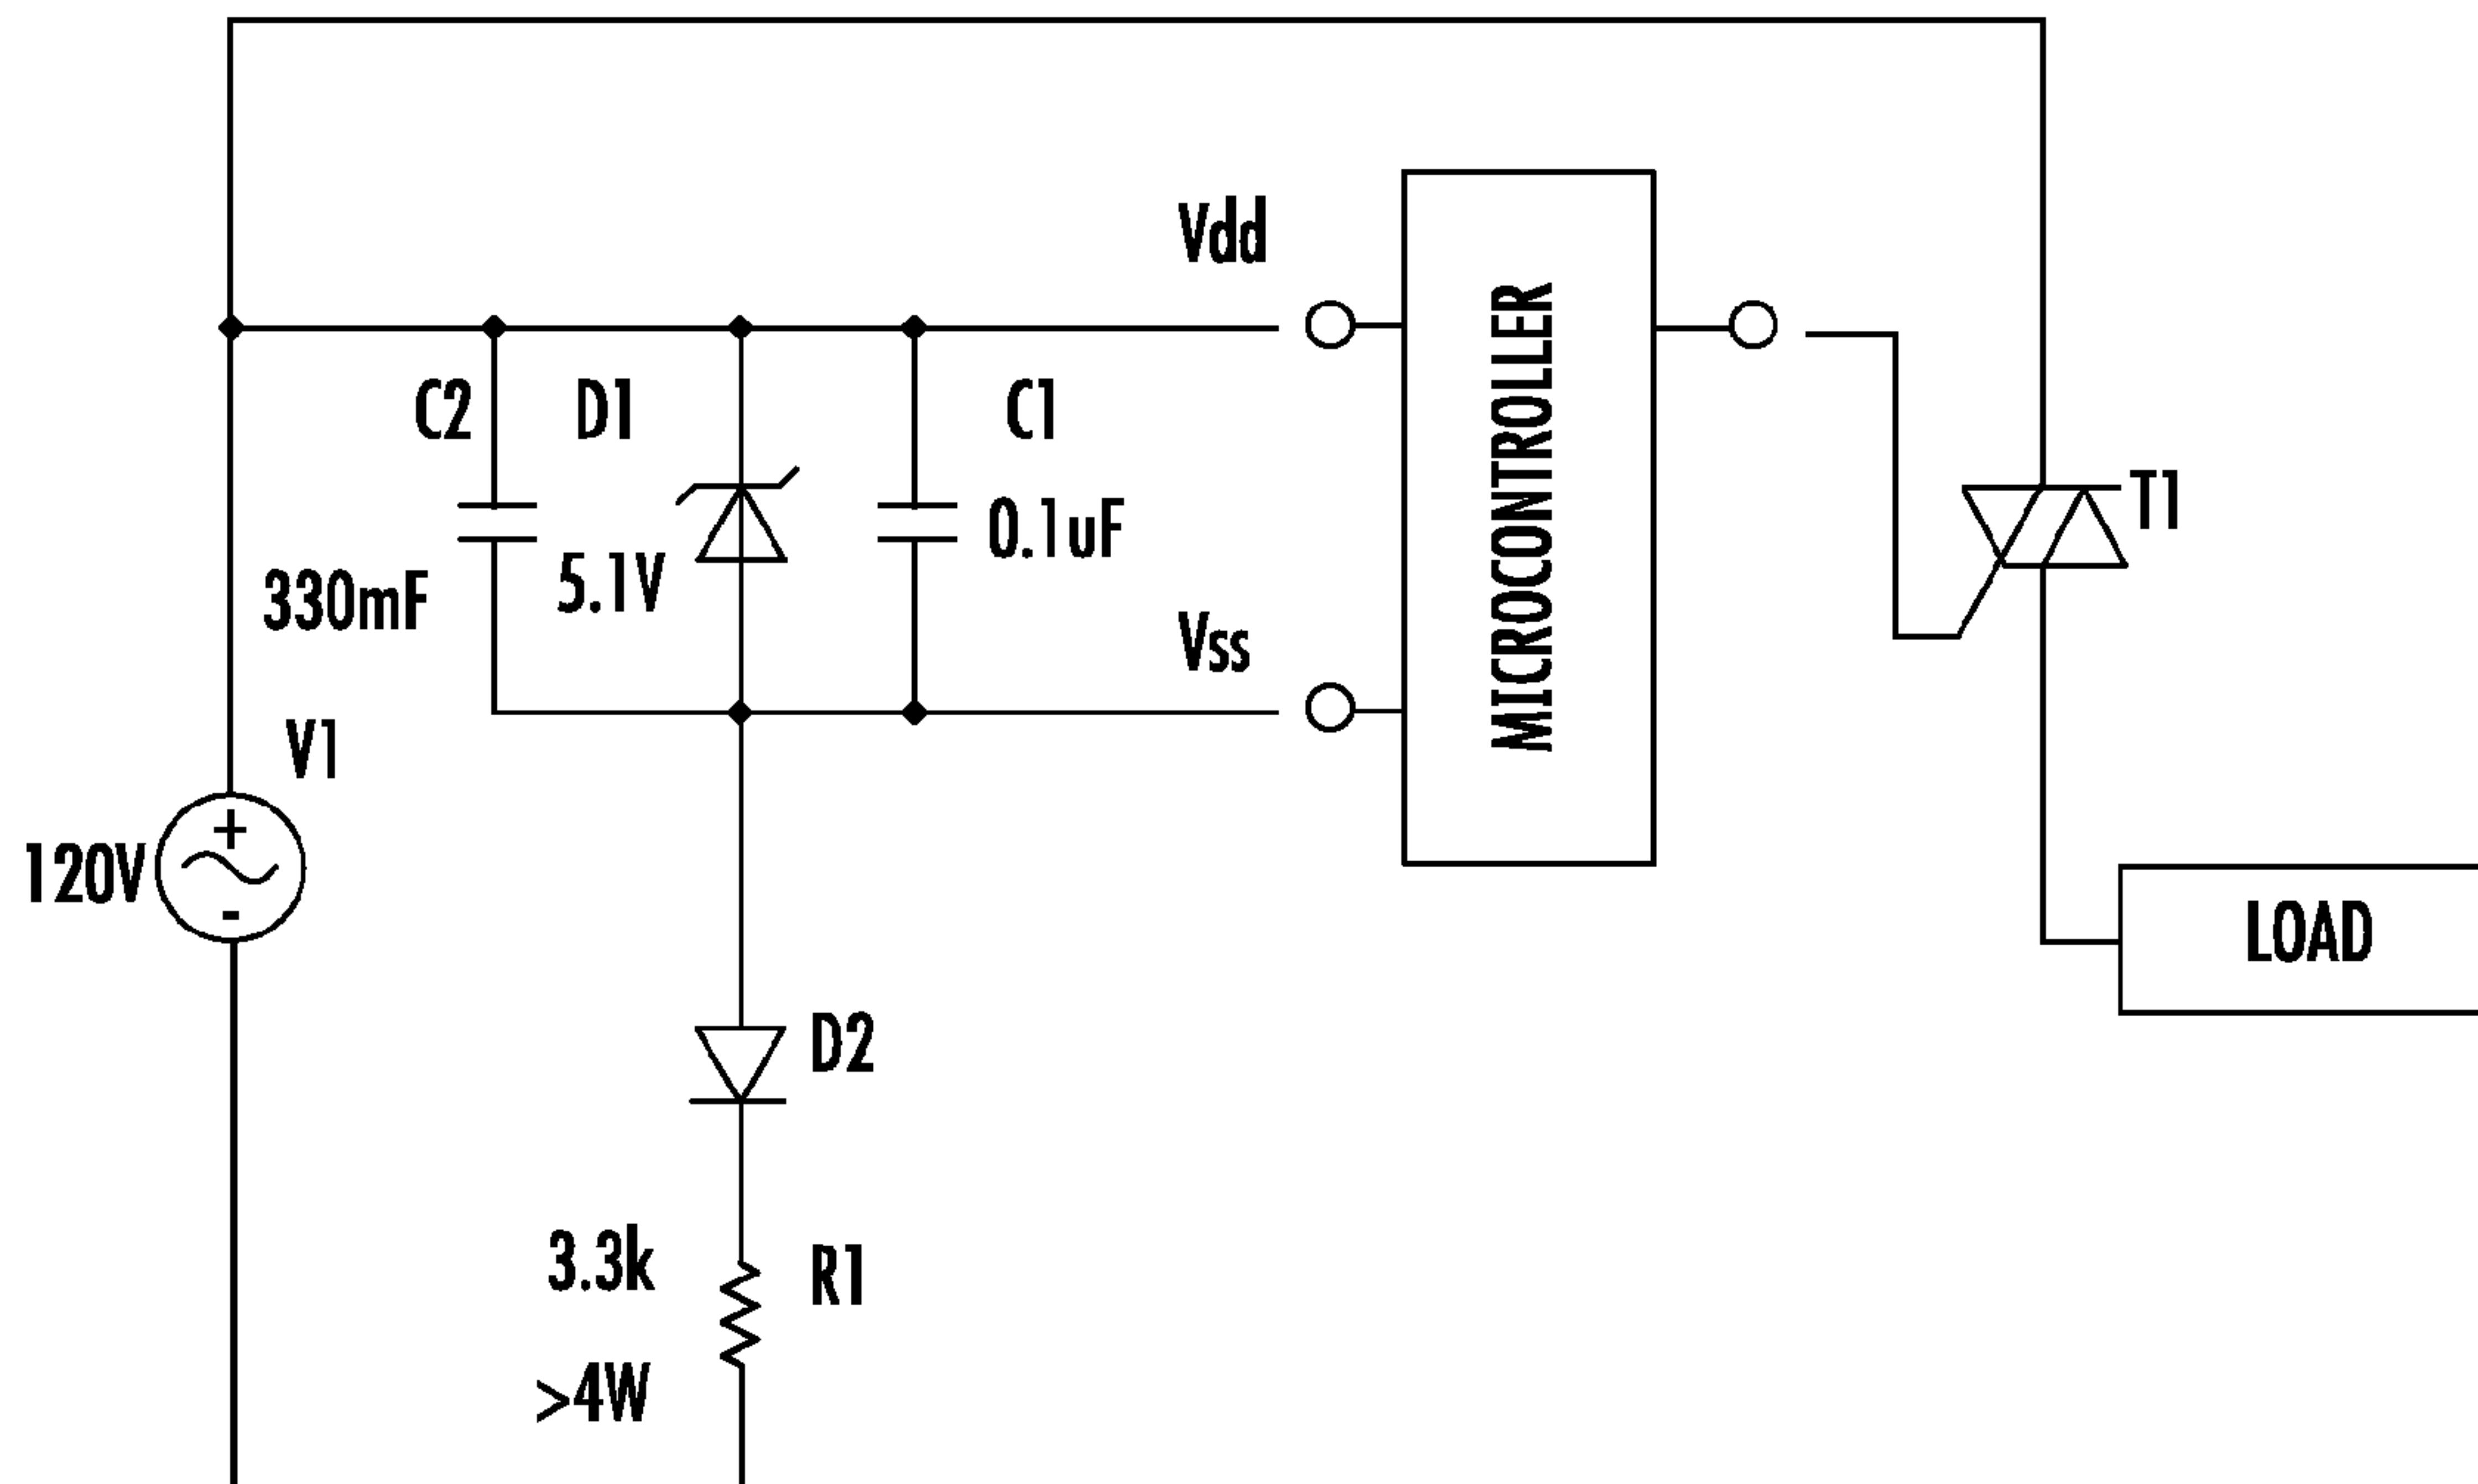 Vdd
C2
D1
C1
0.1uF
5.1V
330mF
Vss
MICROCONTROLLER
T1
V1
+
-
120V
LOAD
D2
3.3k
R1
>4W